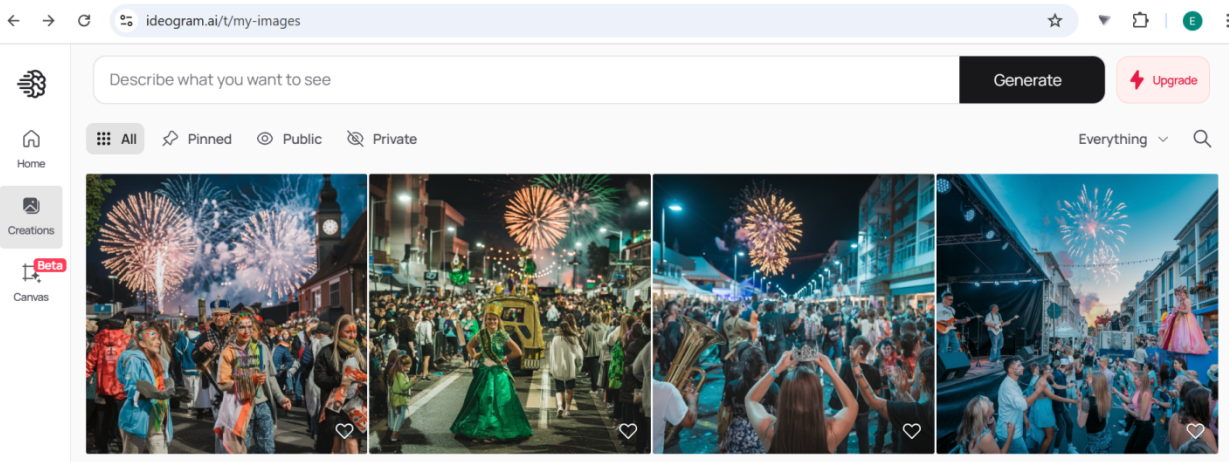 ideogram.ai/t/my-images
E
Describe what you want to see
Generate
Upgrade
All
Pinned
Public
Private
Everything
Home
Creations
Beta
Canvas